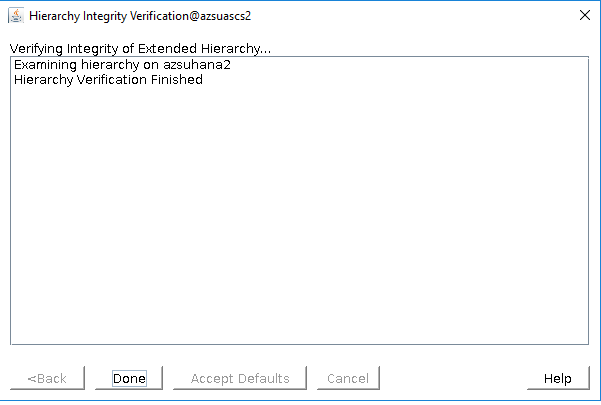 Hierarchy Integrity Verification@azsuascs2
Verifying Integrity of Extended Hierarchy...
Examining hierarchy on azsuhana2
Hierarchy Verification Finished
<Back Done Accept Defaults Cancel Help